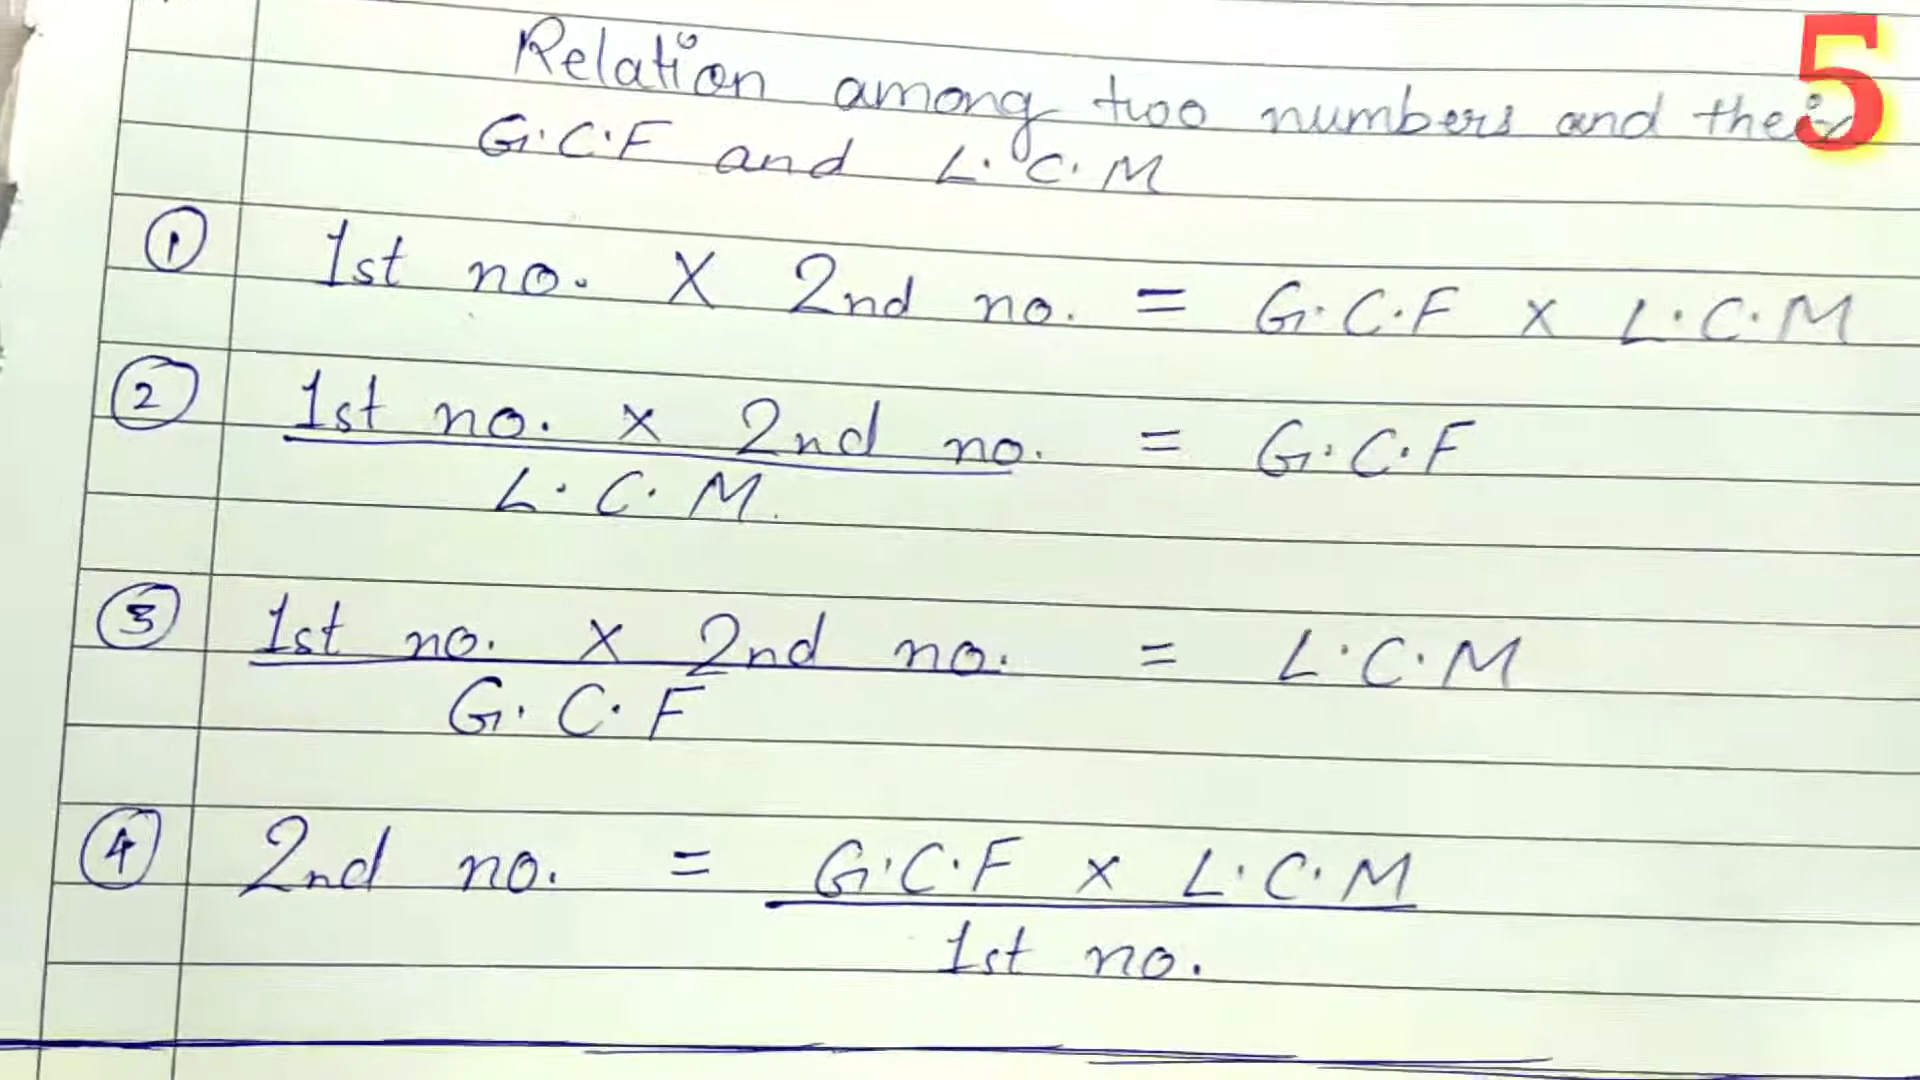 Relation among two numbers and their
5
G.C.F and L.C.M
① 1st no. X 2nd no. = G.C.F x L.C.M
② 1st no. x 2nd no. = G.C.F
L.C.M.
③ 1st no. X 2nd no. = L.C.M
G.C.F
④ 2nd no. = G.C.F x L.C.M
1st no.